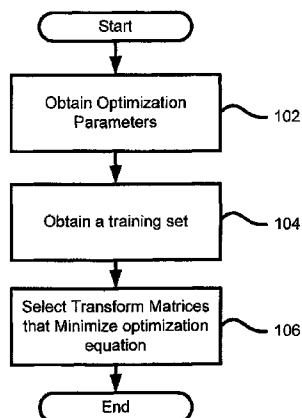 Start
Obtain Optimization
Parameters
102
Obtain a training set
104
Select Transform Matrices
that Minimize optimization
equation
106
End